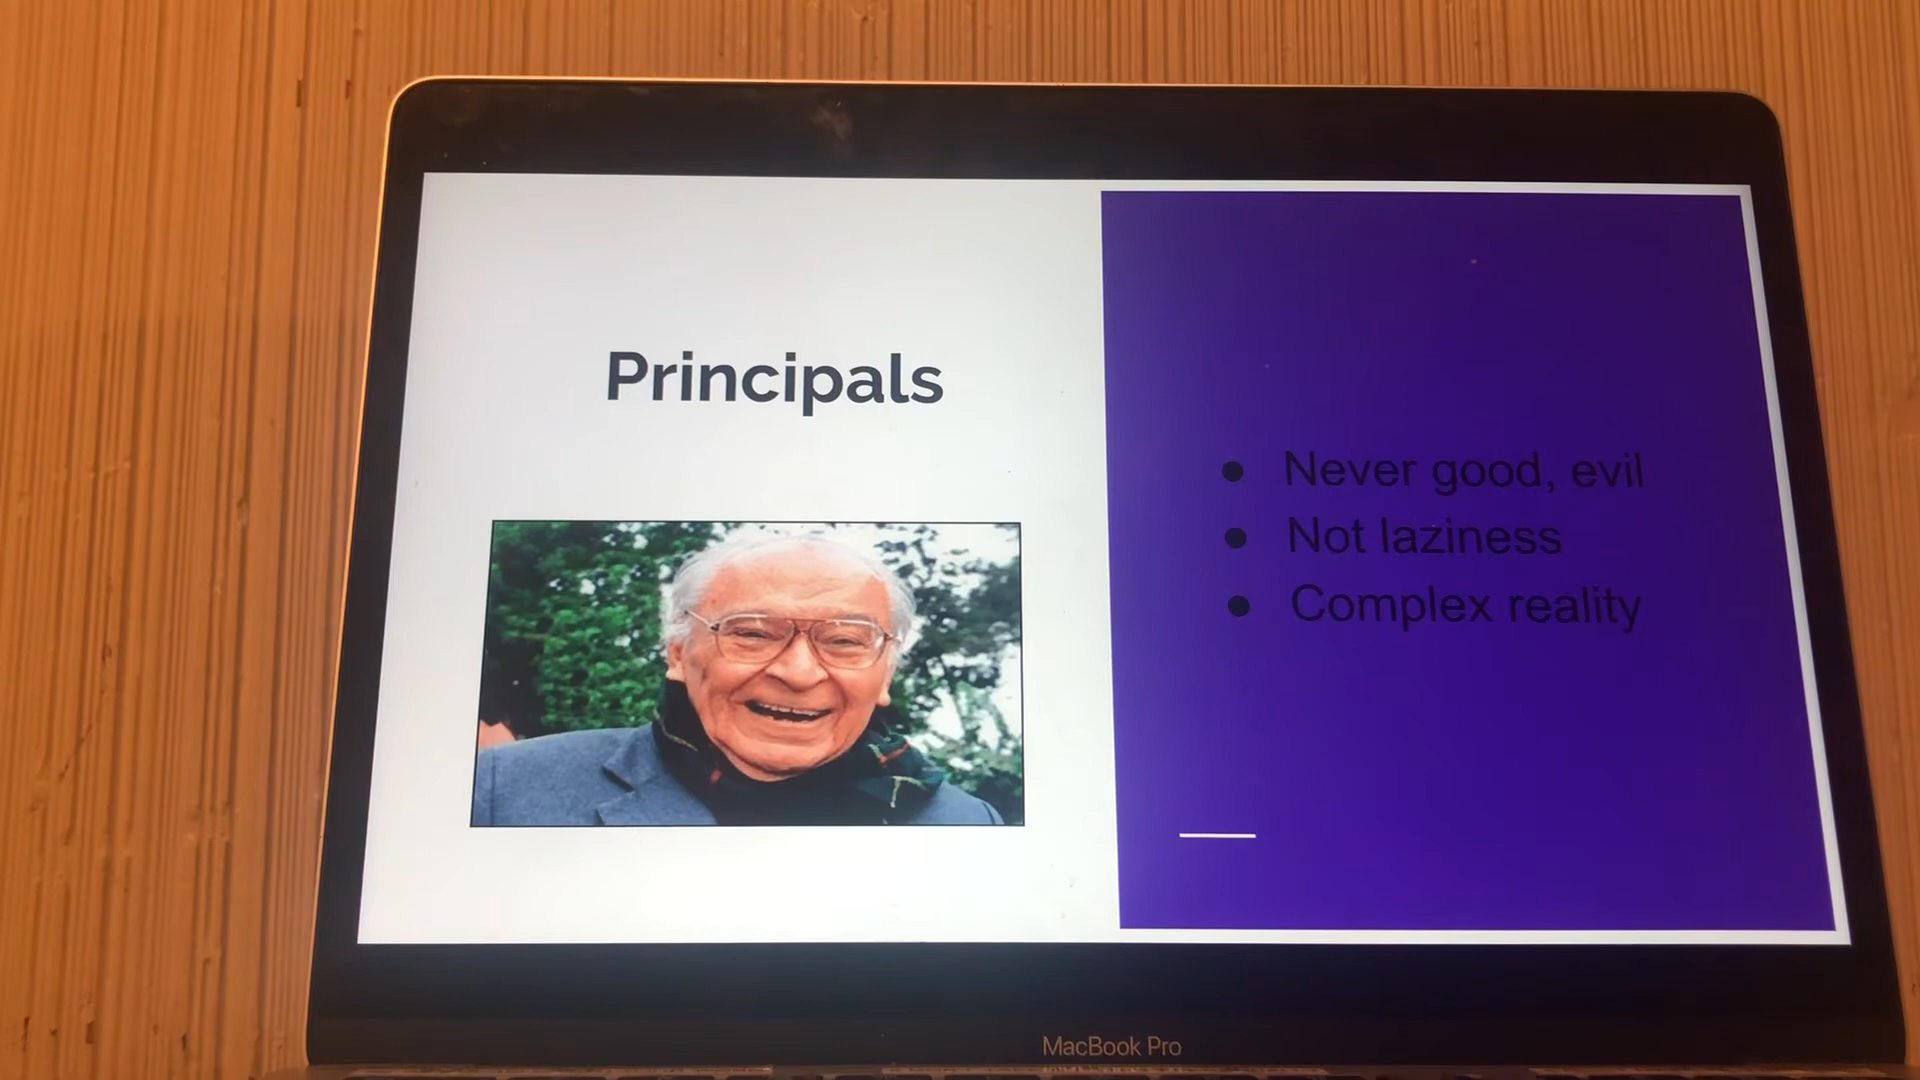 Principals
Never good, evil
Not laziness
Complex reality
MacBook Pro